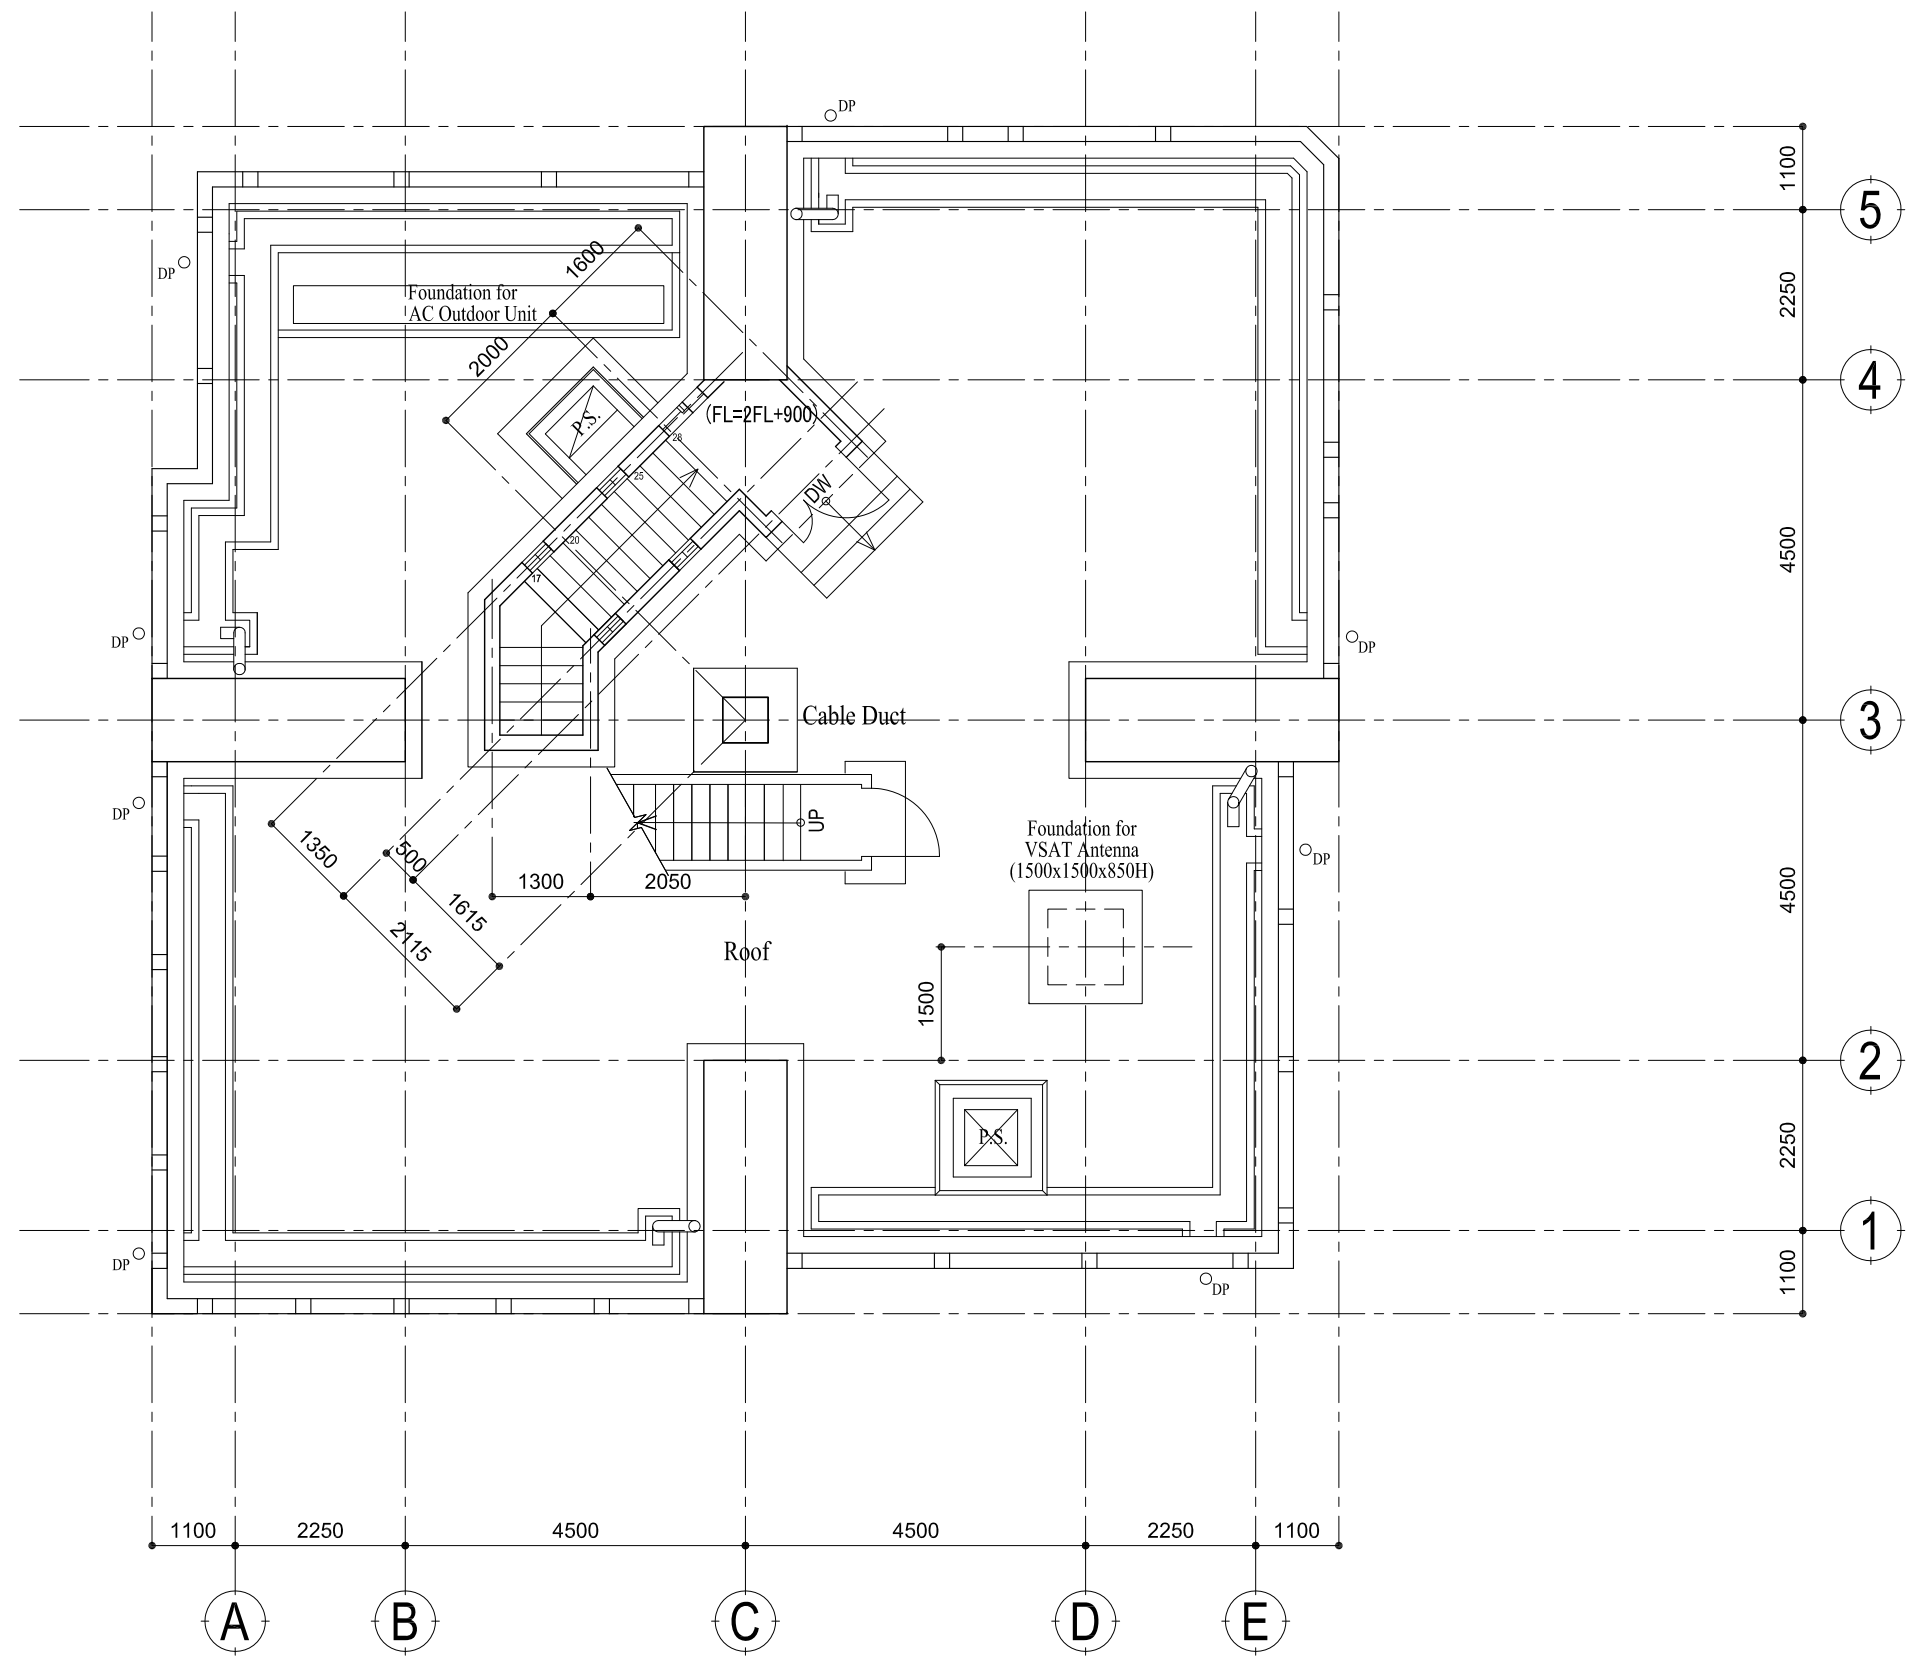 DP
1100
5
DP
1600
2250
Foundation for
AC Outdoor Unit
2000
4
P.S.
(FL=2FL+900)
28
25
DW
20
17
4500
DP
DP
Cable Duct
3
DP
UP
Foundation for
VSAT Antenna
(1500x1500x850H)
DP
1350
500
1300
2050
1615
2115
4500
Roof
1500
2
P.S.
2250
1
DP
DP
1100
1100
2250
4500
4500
2250
1100
A
B
C
D
E